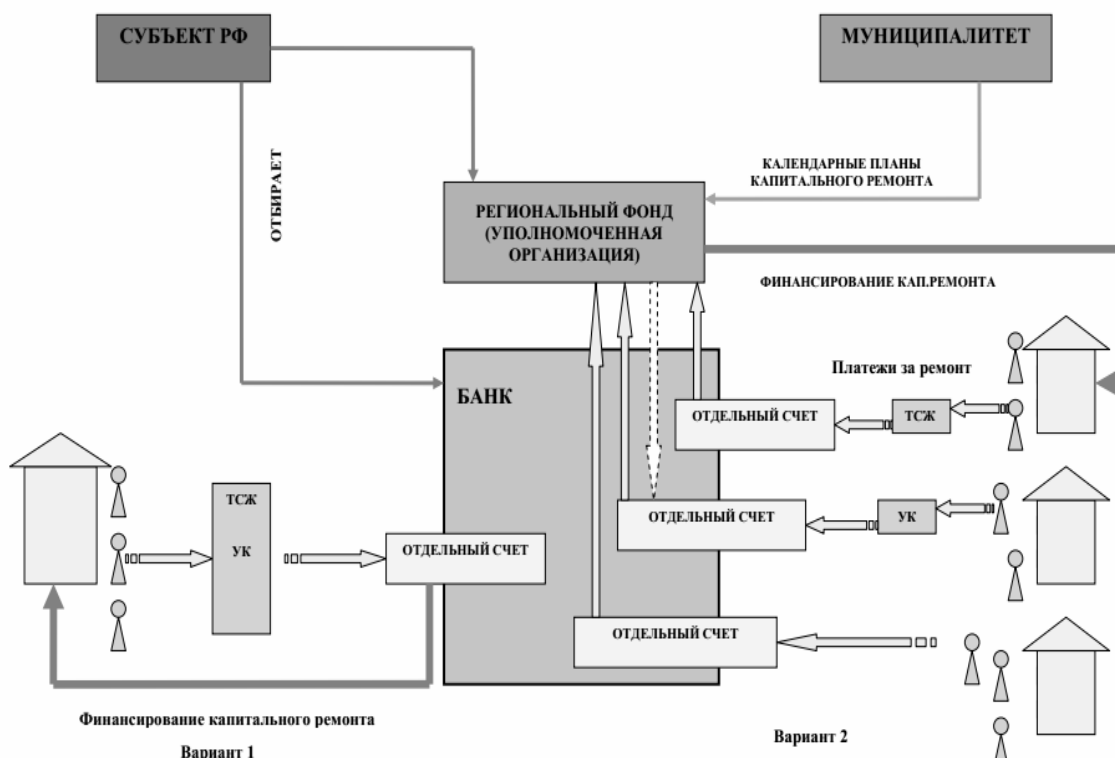 СУБЪЕКТ РФ
МУНИЦИПАЛИТЕТ
ОТБИРАЕТ
КАЛЕНДАРНЫЕ ПЛАНЫ
КАПИТАЛЬНОГО РЕМОНТА
РЕГИОНАЛЬНЫЙ ФОНД
(УПОЛНОМОЧЕННАЯ
ОРГАНИЗАЦИЯ)
ФИНАНСИРОВАНИЕ КАП.РЕМОНТА
БАНК
Платежи за ремонт
ОТДЕЛЬНЫЙ СЧЕТ
ТСЖ
ТСЖ
УК
ОТДЕЛЬНЫЙ СЧЕТ
ОТДЕЛЬНЫЙ СЧЕТ
УК
ОТДЕЛЬНЫЙ СЧЕТ
Финансирование капитального ремонта
Вариант 1
Вариант 2